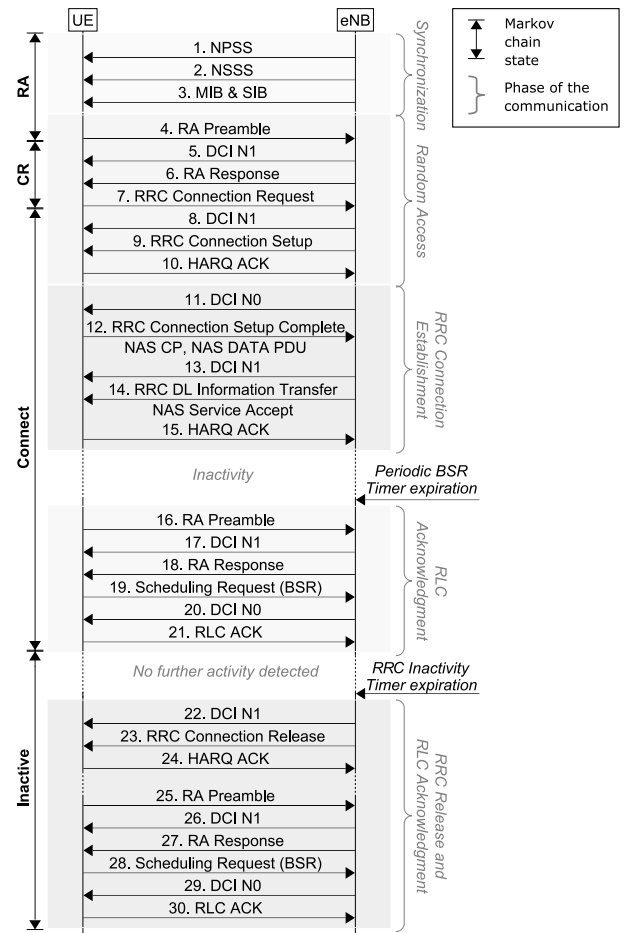 UE
eNB
Markov
chain
state
Phase of the
communication
RA
CR
Connect
Inactive
1. NPSS
2. NSSS
3. MIB & SIB
Synchronization
4. RA Preamble
5. DCI N1
6. RA Response
7. RRC Connection Request
8. DCI N1
9. RRC Connection Setup
10. HARQ ACK
Random Access
11. DCI N0
12. RRC Connection Setup Complete
NAS CP, NAS DATA PDU
13. DCI N1
14. RRC DL Information Transfer
NAS Service Accept
15. HARQ ACK
RRC Connection
Establishment
Inactivity
Periodic BSR
Timer expiration
16. RA Preamble
17. DCI N1
18. RA Response
19. Scheduling Request (BSR)
20. DCI N0
21. RLC ACK
RLC
Acknowledgment
No further activity detected
RRC Inactivity
Timer expiration
22. DCI N1
23. RRC Connection Release
24. HARQ ACK
25. RA Preamble
26. DCI N1
27. RA Response
28. Scheduling Request (BSR)
29. DCI N0
30. RLC ACK
RRC Release and
RLC Acknowledgment